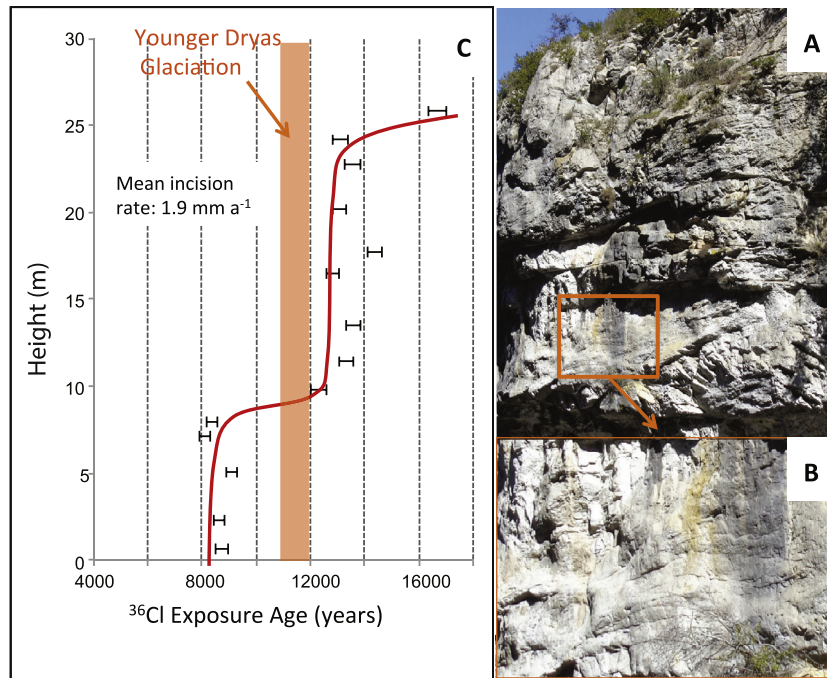 Younger Dryas
Glaciation
C
A
B
Mean incision
rate: 1.9 mm a⁻¹
Height (m)
30
25
20
15
10
5
0
4000 8000 12000 16000
³⁶Cl Exposure Age (years)